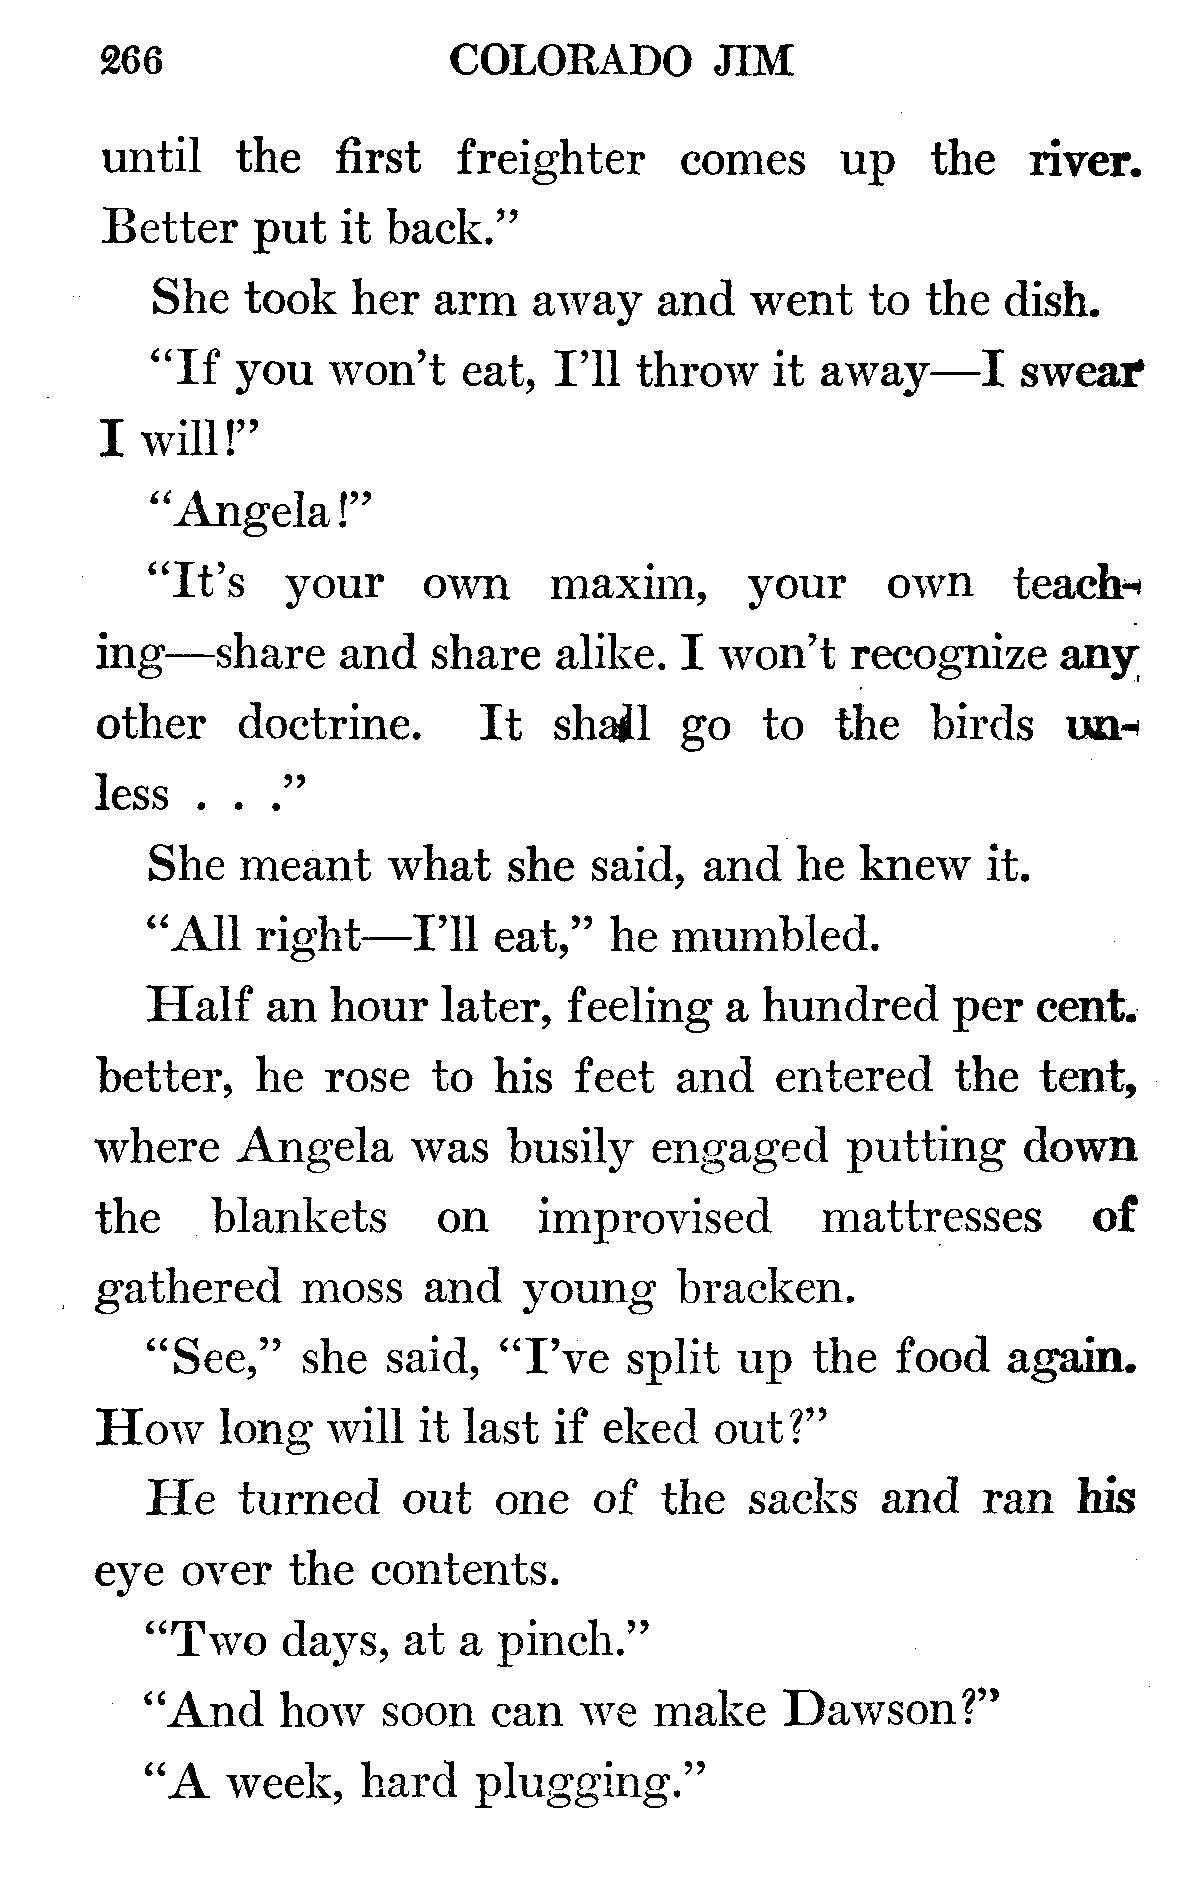 266 COLORADO JIM
until the first freighter comes up the river.
Better put it back.”
She took her arm away and went to the dish.
“If you won’t eat, I’ll throw it away—I swear
I will!”
“Angela!”
“It’s your own maxim, your own teach-
ing—share and share alike. I won’t recognize any
other doctrine. It shall go to the birds un-
less . . .”
She meant what she said, and he knew it.
“All right—I’ll eat,” he mumbled.
Half an hour later, feeling a hundred per cent.
better, he rose to his feet and entered the tent,
where Angela was busily engaged putting down
the blankets on improvised mattresses of
gathered moss and young bracken.
“See,” she said, “I’ve split up the food again.
How long will it last if eked out?”
He turned out one of the sacks and ran his
eye over the contents.
“Two days, at a pinch.”
“And how soon can we make Dawson?”
“A week, hard plugging.”